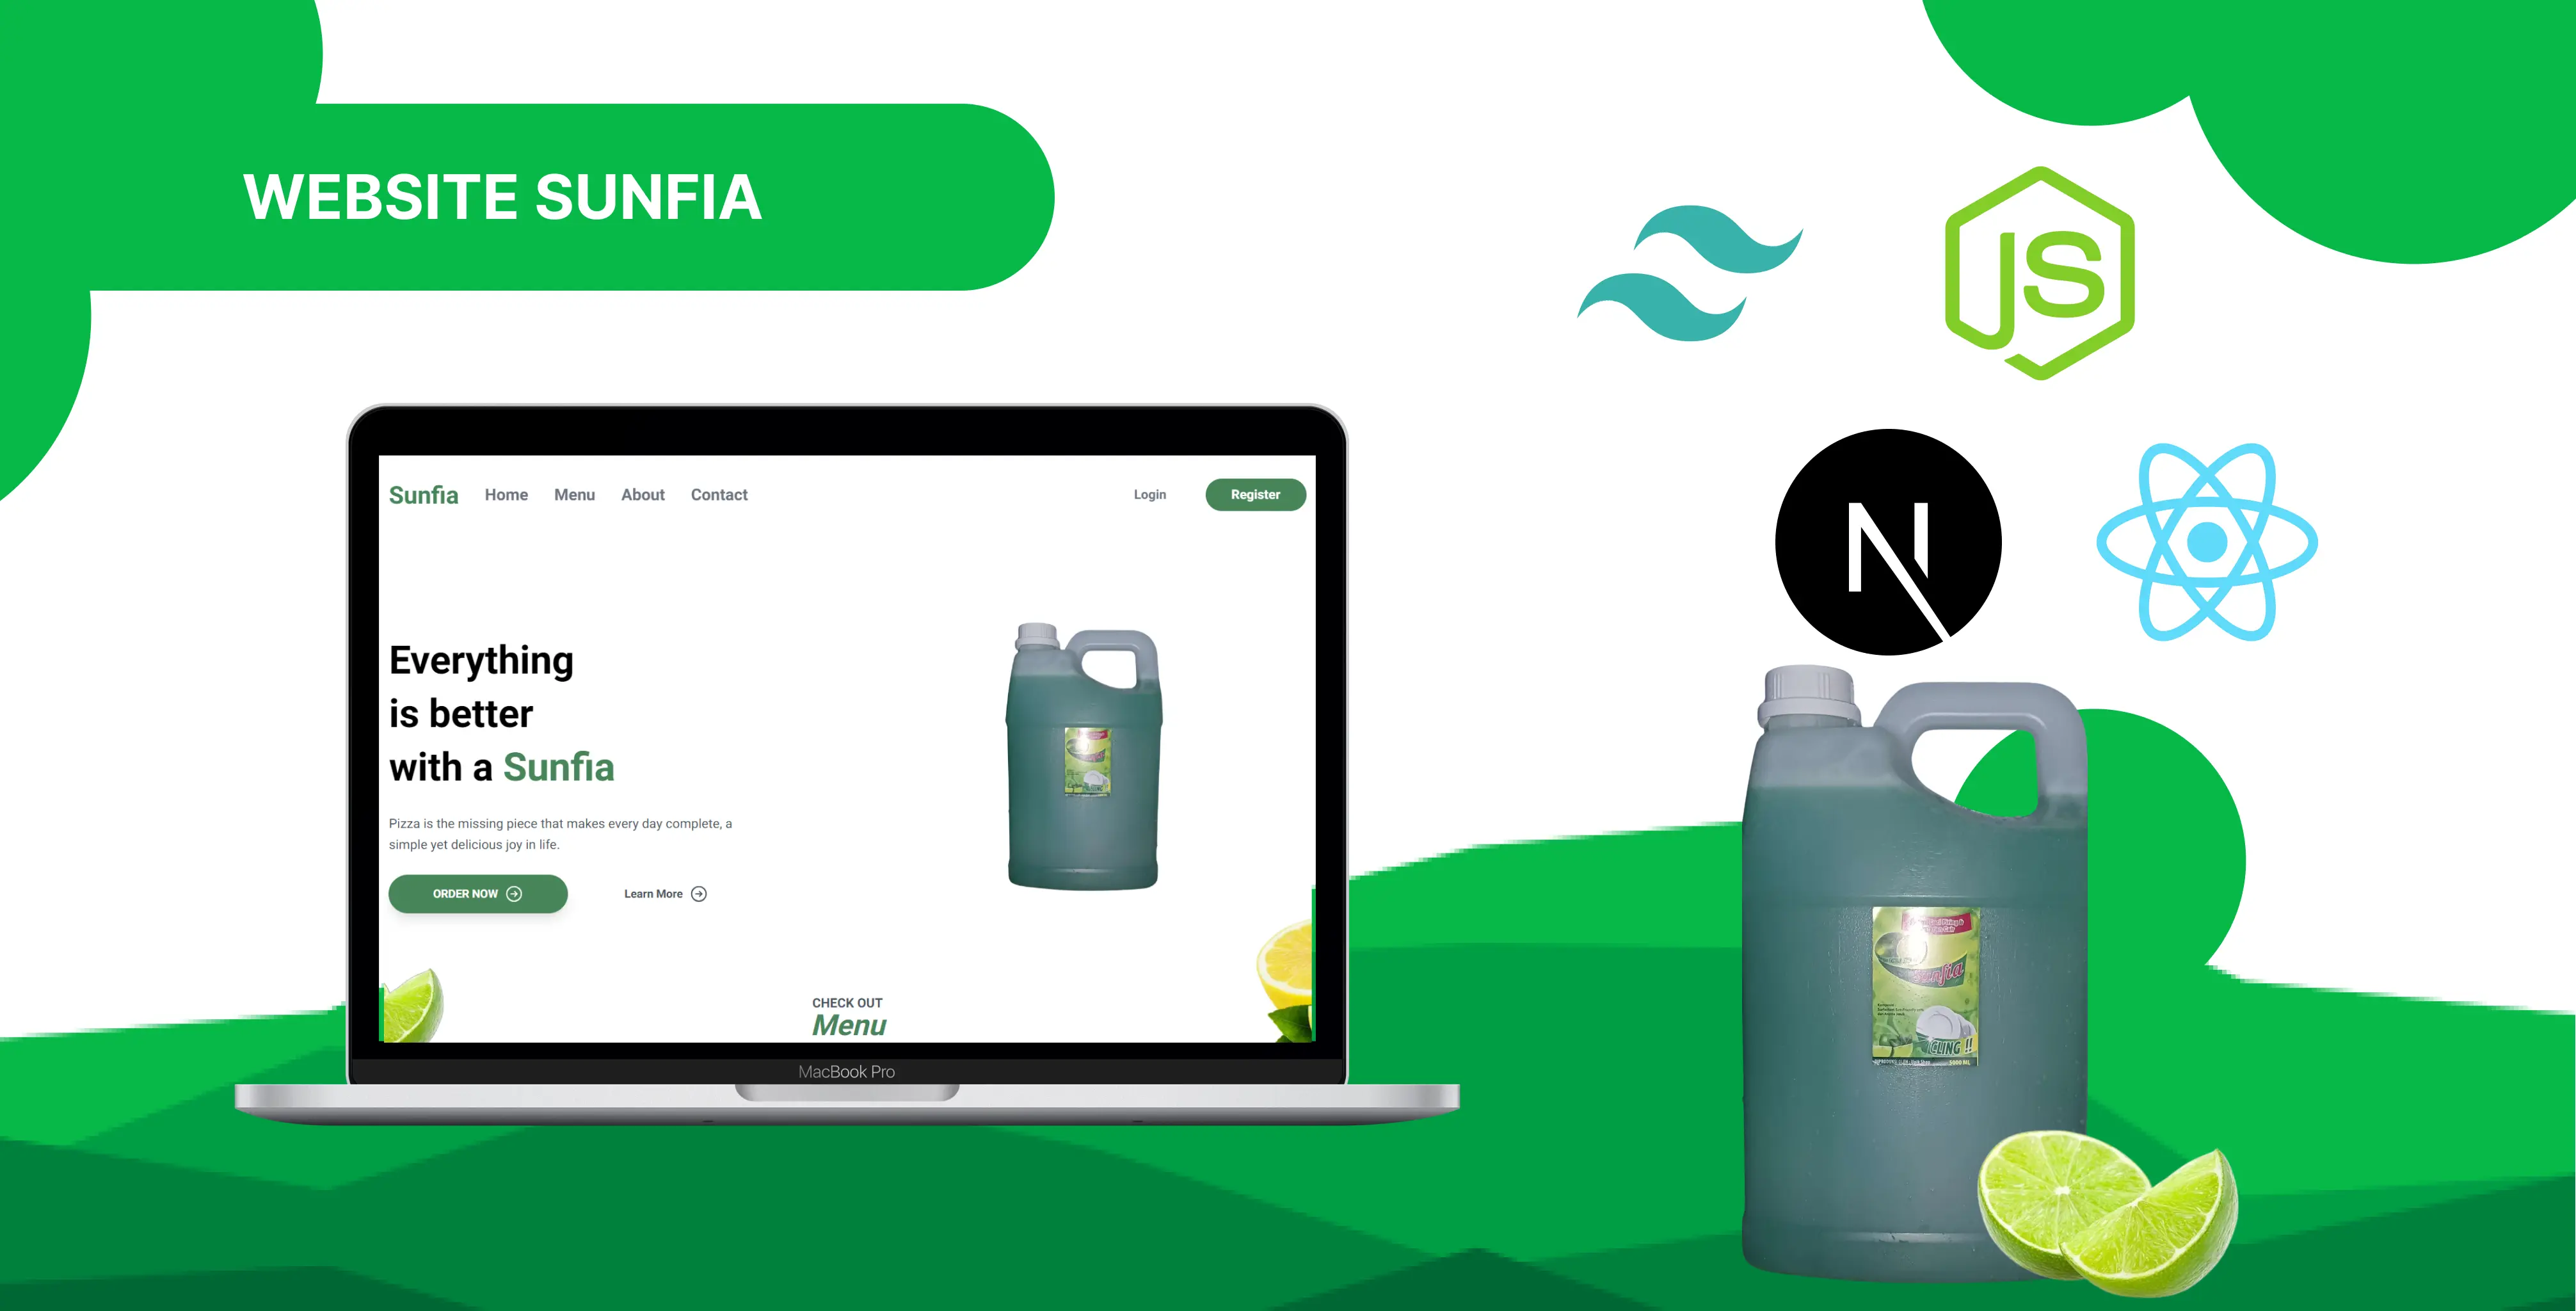 WEBSITE SUNFIA
JS
N
Sunfia Home Menu About Contact Login Register
Everything
is better
with a Sunfia
Pizza is the missing piece that makes every day complete, a
simple yet delicious joy in life.
ORDER NOW
Learn More
CHECK OUT
Menu
MacBook Pro
Sunfia
CLING !!